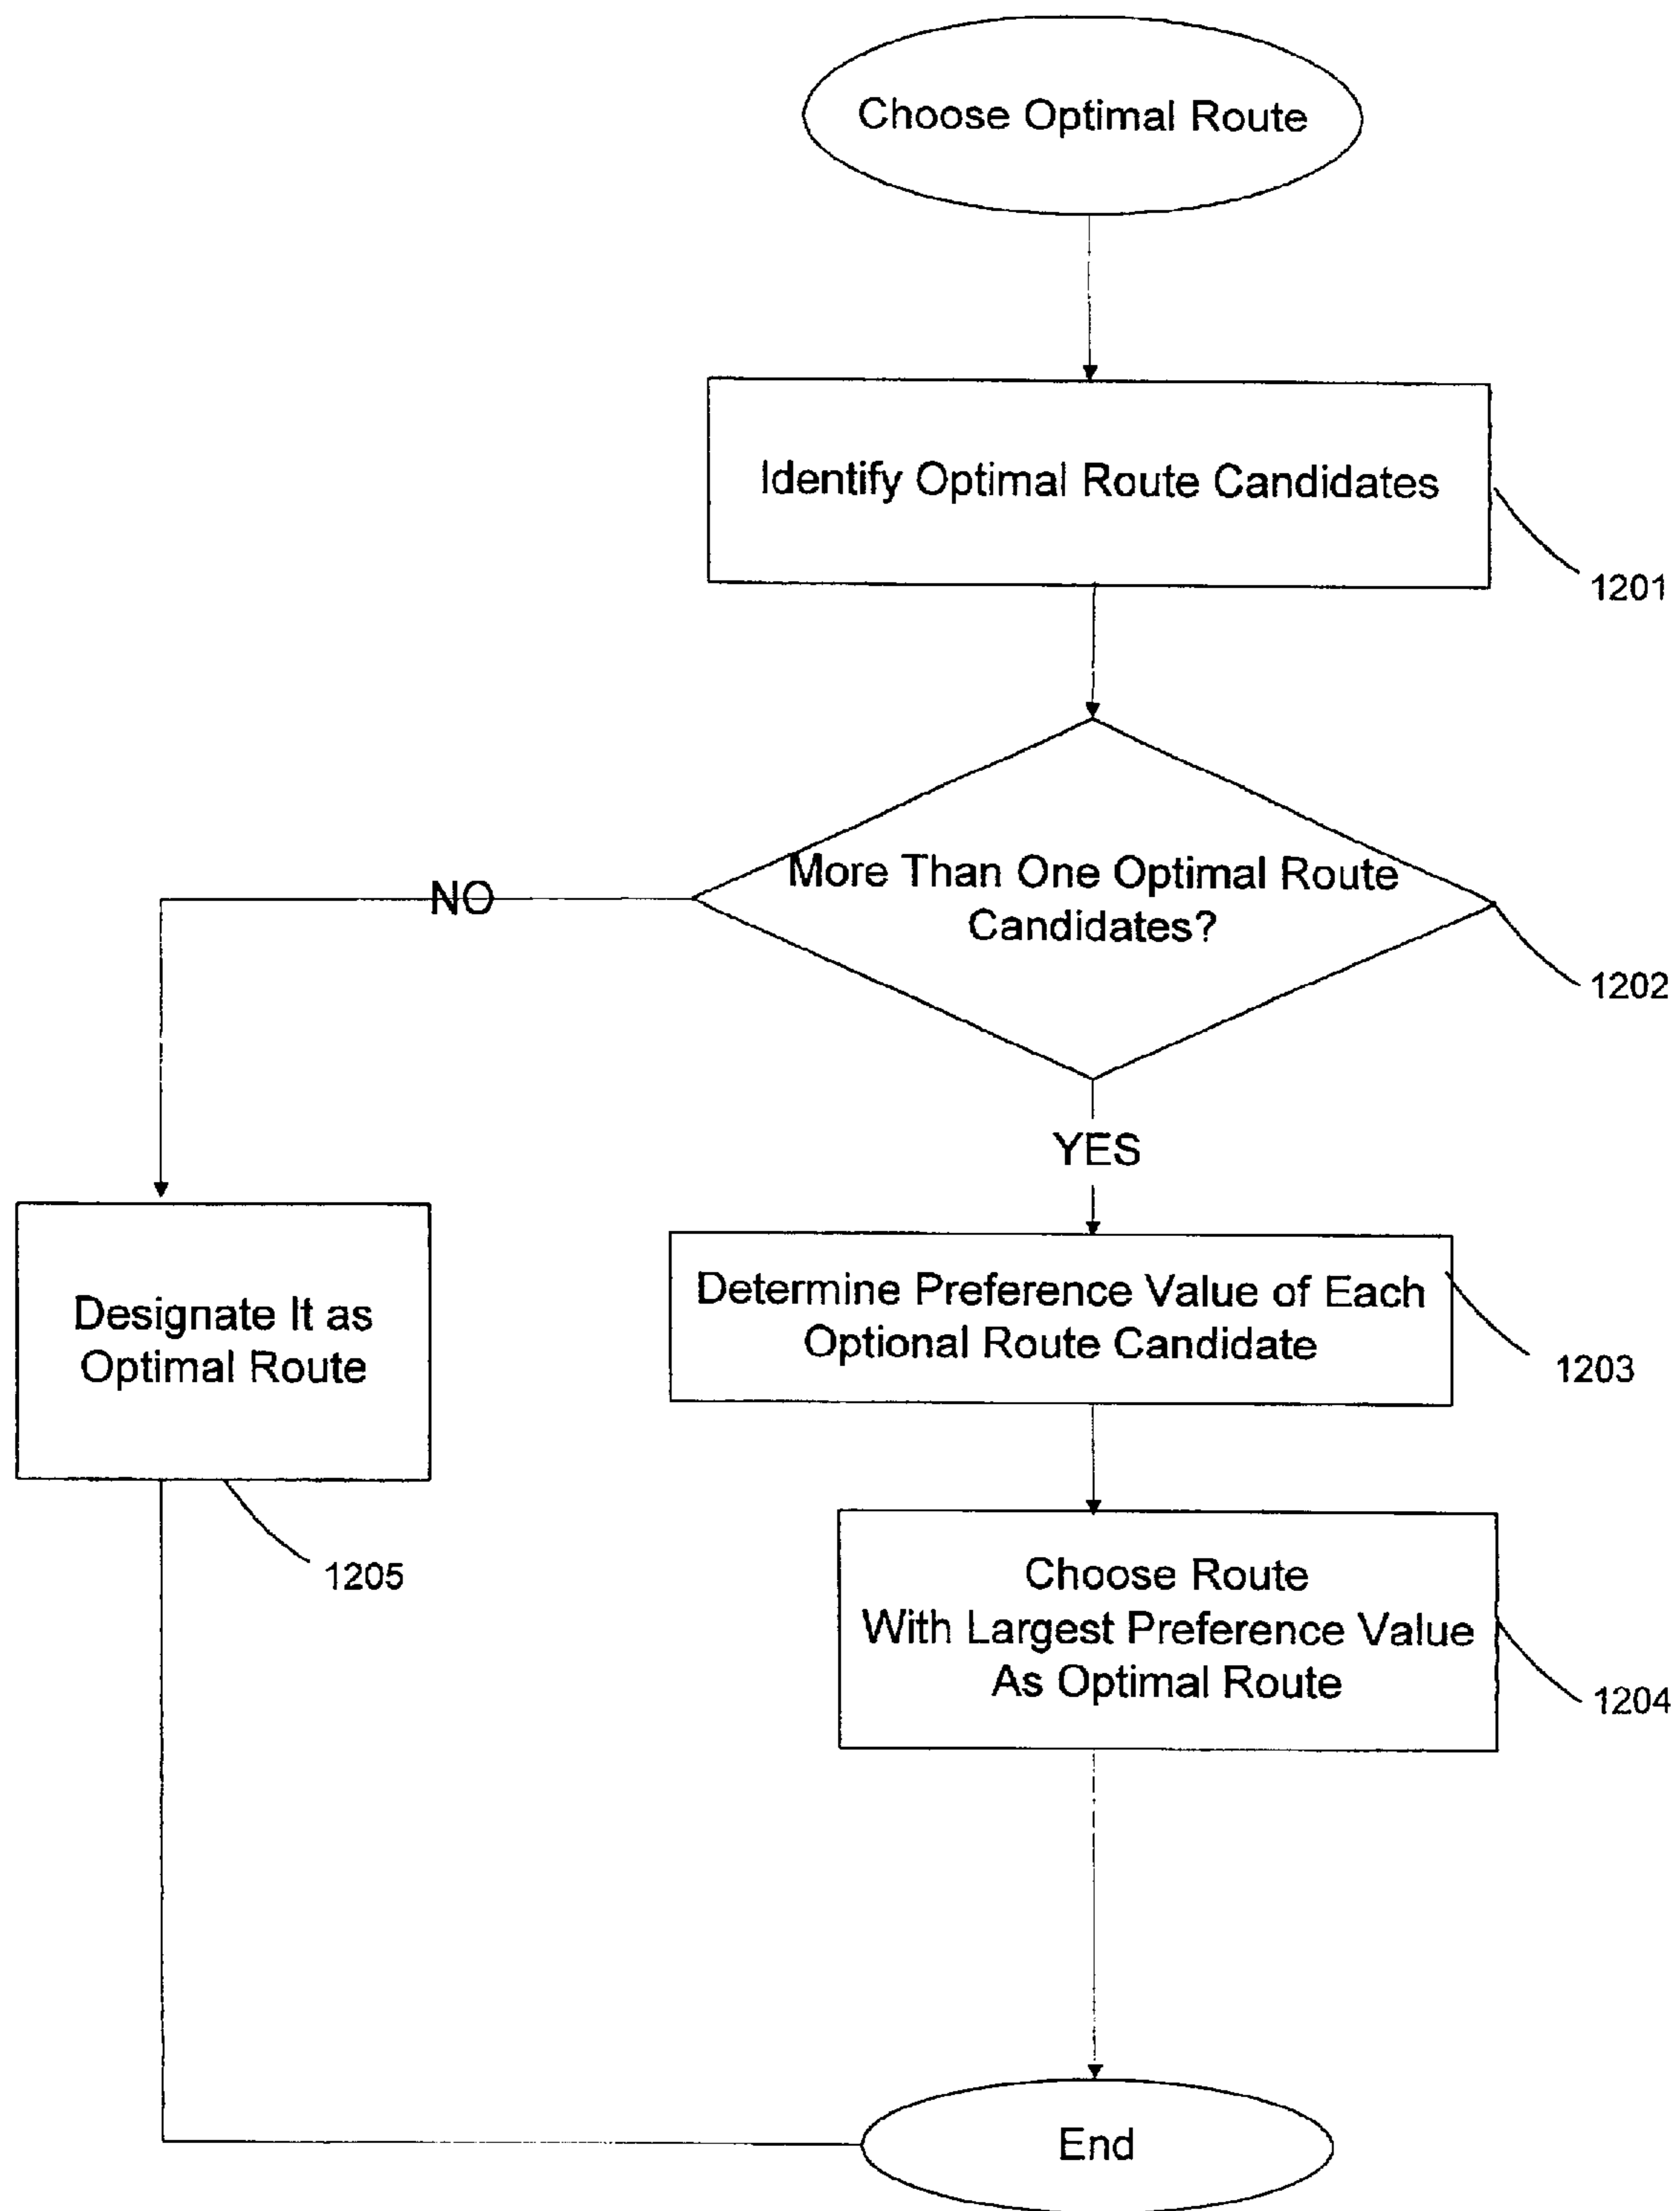 Choose Optimal Route
Identify Optimal Route Candidates
1201
More Than One Optimal Route
Candidates?
1202
NO
YES
Determine Preference Value of Each
Optional Route Candidate
1203
Designate It as
Optimal Route
1205
Choose Route
With Largest Preference Value
As Optimal Route
1204
End